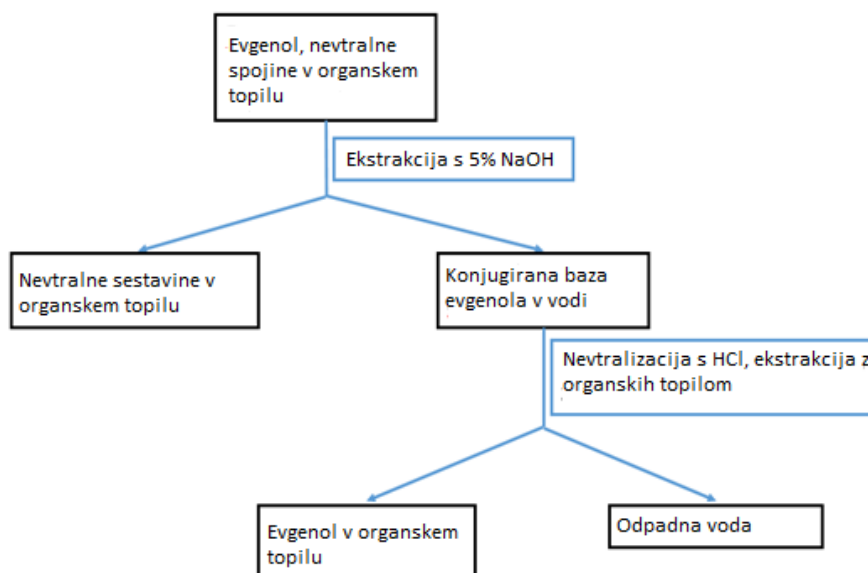 Evgenol, nevtralne
spojine v organskem
topilu
Ekstrakcija s 5% NaOH
Nevtralne sestavine v
organskem topilu
Konjugirana baza
evgenola v vodi
Nevtralizacija s HCl, ekstrakcija z
organskih topilom
Evgenol v organskem
topilu
Odpadna voda